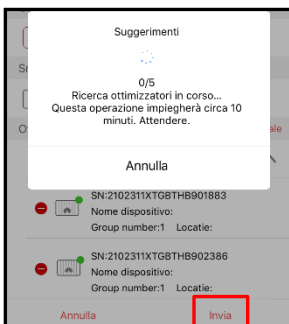 Suggerimenti
0/5
Ricerca ottimizzatori in corso...
Questa operazione impiegherà circa 10
minuti. Attendere.
Annulla
SN:2102311XTGBTHB901883
Nome dispositivo:
Group number:1 Locatie:
SN:2102311XTGBTHB902386
Nome dispositivo:
Group number:1 Locatie:
Annulla
Invia